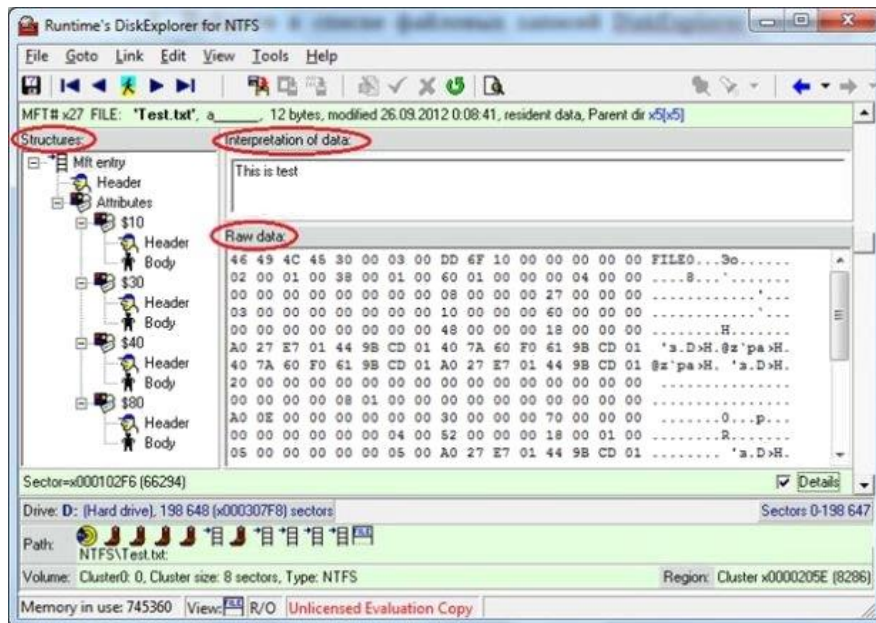 Runtime's DiskExplorer for NTFS
File Goto Link Edit View Tools Help
MFT# x27 FILE: "Test.txt", a_____, 12 bytes, modified 26.09.2012 0:08:41, resident data, Parent dir x5[x5]
Structures:
Mft entry
Header
Attributes
$10
Header
Body
$30
Header
Body
$40
Header
Body
$80
Header
Body
Interpretation of data:
This is test
Raw data:
46 49 4C 45 30 00 03 00 DD 6F 10 00 00 00 00 00 FILE0...Эо......
02 00 01 00 38 00 01 00 60 01 00 00 00 04 00 00 ....8...`.......
00 00 00 00 00 00 00 00 08 00 00 00 27 00 00 00 ............'...
03 00 00 00 00 00 00 00 10 00 00 00 60 00 00 00 ............`...
00 00 00 00 00 00 00 00 48 00 00 00 18 00 00 00 ........H.......
A0 27 E7 01 44 9B CD 01 40 7A 60 F0 61 9B CD 01 'з.D›Н.@z`pa›Н.
40 7A 60 F0 61 9B CD 01 A0 27 E7 01 44 9B CD 01 @z`pa›Н. 'з.D›Н.
20 00 00 00 00 00 00 00 00 00 00 00 00 00 00 00 ................
00 00 00 00 08 01 00 00 00 00 00 00 00 00 00 00 ................
A0 0E 00 00 00 00 00 00 30 00 00 00 70 00 00 00 ........0...p...
00 00 00 00 00 00 04 00 52 00 00 00 18 00 01 00 ........R.......
05 00 00 00 00 00 05 00 A0 27 E7 01 44 9B CD 01 ........ 'з.D›Н.
Sector=x000102F6 (66294)
Details
Drive: D: (Hard drive), 198 648 (x000307F8) sectors
Sectors 0-198 647
Path:
NTFS\Test.txt:
Volume: Cluster0: 0, Cluster size: 8 sectors, Type: NTFS
Region: Cluster x0000205E (8286)
Memory in use: 745360 View: FILE R/O Unlicensed Evaluation Copy